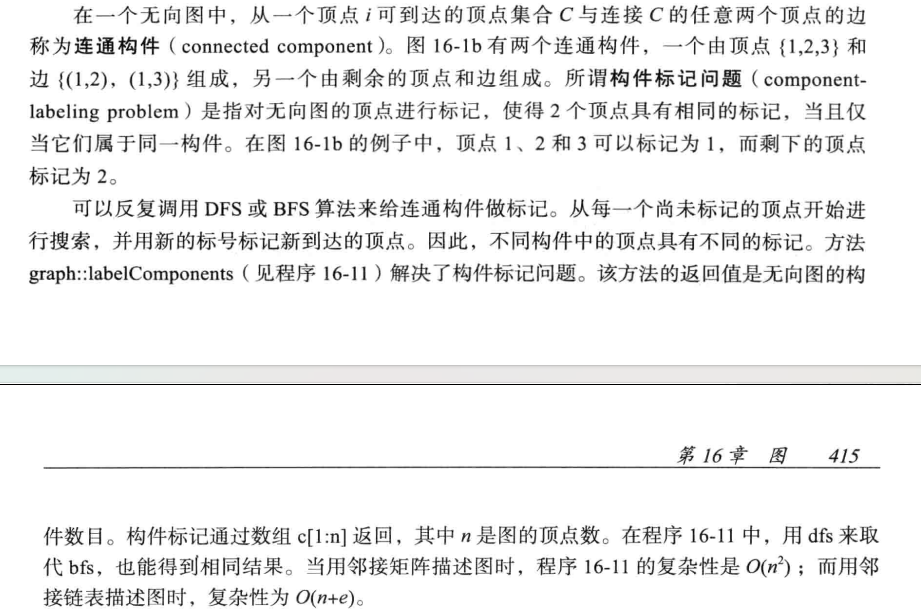 在一个无向图中，从一个顶点 i 可到达的顶点集合 C 与连接 C 的任意两个顶点的边
称为连通构件（connected component）。图 16-1b 有两个连通构件，一个由顶点 {1,2,3} 和
边 {(1,2)，(1,3)} 组成，另一个由剩余的顶点和边组成。所谓构件标记问题（component-
labeling problem）是指对无向图的顶点进行标记，使得 2 个顶点具有相同的标记，当且仅
当它们属于同一构件。在图 16-1b 的例子中，顶点 1、2 和 3 可以标记为 1，而剩下的顶点
标记为 2。
可以反复调用 DFS 或 BFS 算法来给连通构件做标记。从每一个尚未标记的顶点开始进
行搜索，并用新的标号标记新到达的顶点。因此，不同构件中的顶点具有不同的标记。方法
graph::labelComponents（见程序 16-11）解决了构件标记问题。该方法的返回值是无向图的构
第 16 章 图 415
件数目。构件标记通过数组 c[1:n] 返回，其中 n 是图的顶点数。在程序 16-11 中，用 dfs 来取
代 bfs，也能得到相同结果。当用邻接矩阵描述图时，程序 16-11 的复杂性是 O(n²)；而用邻
接链表描述图时，复杂性为 O(n+e)。